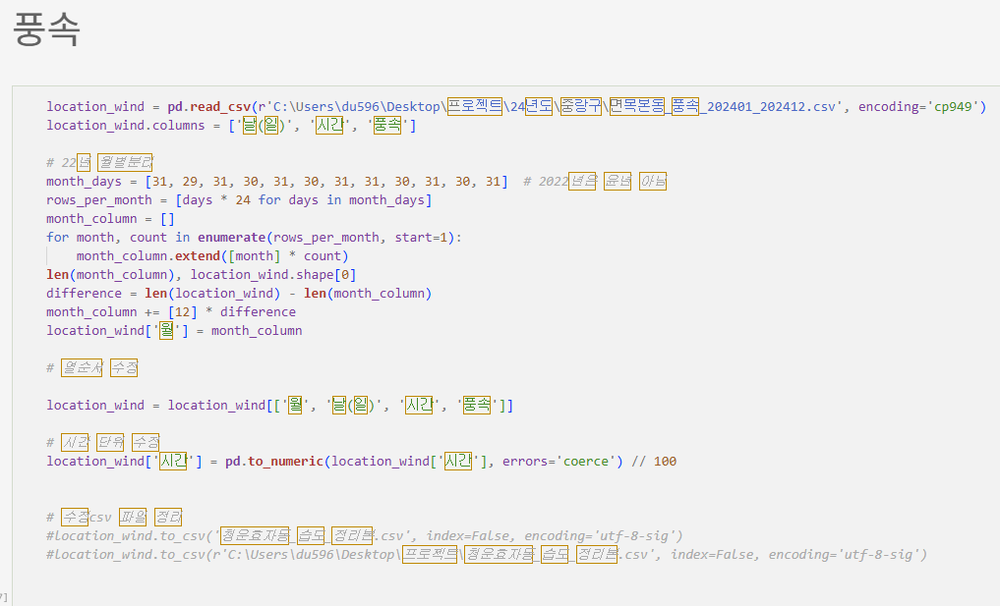 풍속
location_wind = pd.read_csv(r'C:\Users\du596\Desktop\프로젝트\24년도\중랑구\면목본동_풍속_202401_202412.csv', encoding='cp949')
location_wind.columns = ['날(일)', '시간', '풍속']
# 22년 월별분리
month_days = [31, 29, 31, 30, 31, 30, 31, 31, 30, 31, 30, 31]  # 2022년은 윤년 아님
rows_per_month = [days * 24 for days in month_days]
month_column = []
for month, count in enumerate(rows_per_month, start=1):
    month_column.extend([month] * count)
len(month_column), location_wind.shape[0]
difference = len(location_wind) - len(month_column)
month_column += [12] * difference
location_wind['월'] = month_column
# 열순서 수정
location_wind = location_wind[['월', '날(일)', '시간', '풍속']]
# 시간 단위 수정
location_wind['시간'] = pd.to_numeric(location_wind['시간'], errors='coerce') // 100
# 수정csv 파일 정리
#location_wind.to_csv('청운효자동_습도_정리본.csv', index=False, encoding='utf-8-sig')
#location_wind.to_csv(r'C:\Users\du596\Desktop\프로젝트\청운효자동_습도_정리본.csv', index=False, encoding='utf-8-sig')